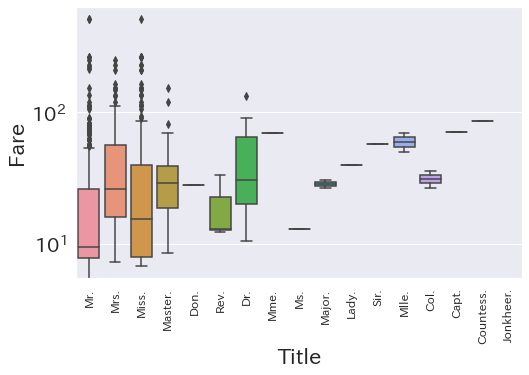 Fare
10²
10¹
Mr.
Mrs.
Miss.
Master.
Don.
Rev.
Dr.
Mme.
Ms.
Major.
Lady.
Sir.
Mlle.
Col.
Capt.
Countess.
Jonkheer.
Title